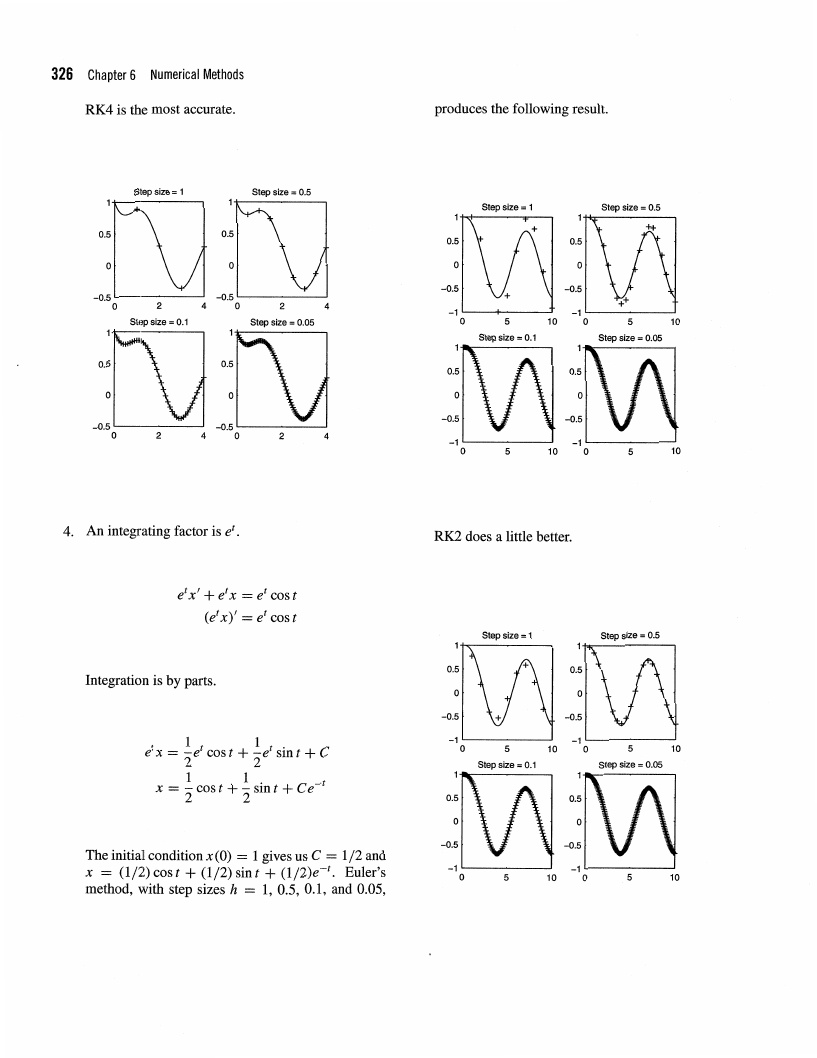 326 Chapter 6 Numerical Methods
RK4 is the most accurate.
Step size = 1
Step size = 0.5
1
0.5
0
-0.5
0 2 4
1
0.5
0
-0.5
0 2 4
Step size = 0.1
Step size = 0.05
1
0.5
0
-0.5
0 2 4
1
0.5
0
-0.5
0 2 4
4. An integrating factor is e^t.
e^t x' + e^t x = e^t cos t
(e^t x)' = e^t cos t
Integration is by parts.
e^t x = 1/2 e^t cos t + 1/2 e^t sin t + C
x = 1/2 cos t + 1/2 sin t + Ce^{-t}
The initial condition x(0) = 1 gives us C = 1/2 and
x = (1/2) cos t + (1/2) sin t + (1/2)e^{-t}. Euler's
method, with step sizes h = 1, 0.5, 0.1, and 0.05,
produces the following result.
Step size = 1
Step size = 0.5
1
0.5
0
-0.5
-1
0 5 10
1
0.5
0
-0.5
-1
0 5 10
Step size = 0.1
Step size = 0.05
1
0.5
0
-0.5
-1
0 5 10
1
0.5
0
-0.5
-1
0 5 10
RK2 does a little better.
Step size = 1
Step size = 0.5
1
0.5
0
-0.5
-1
0 5 10
1
0.5
0
-0.5
-1
0 5 10
Step size = 0.1
Step size = 0.05
1
0.5
0
-0.5
-1
0 5 10
1
0.5
0
-0.5
-1
0 5 10